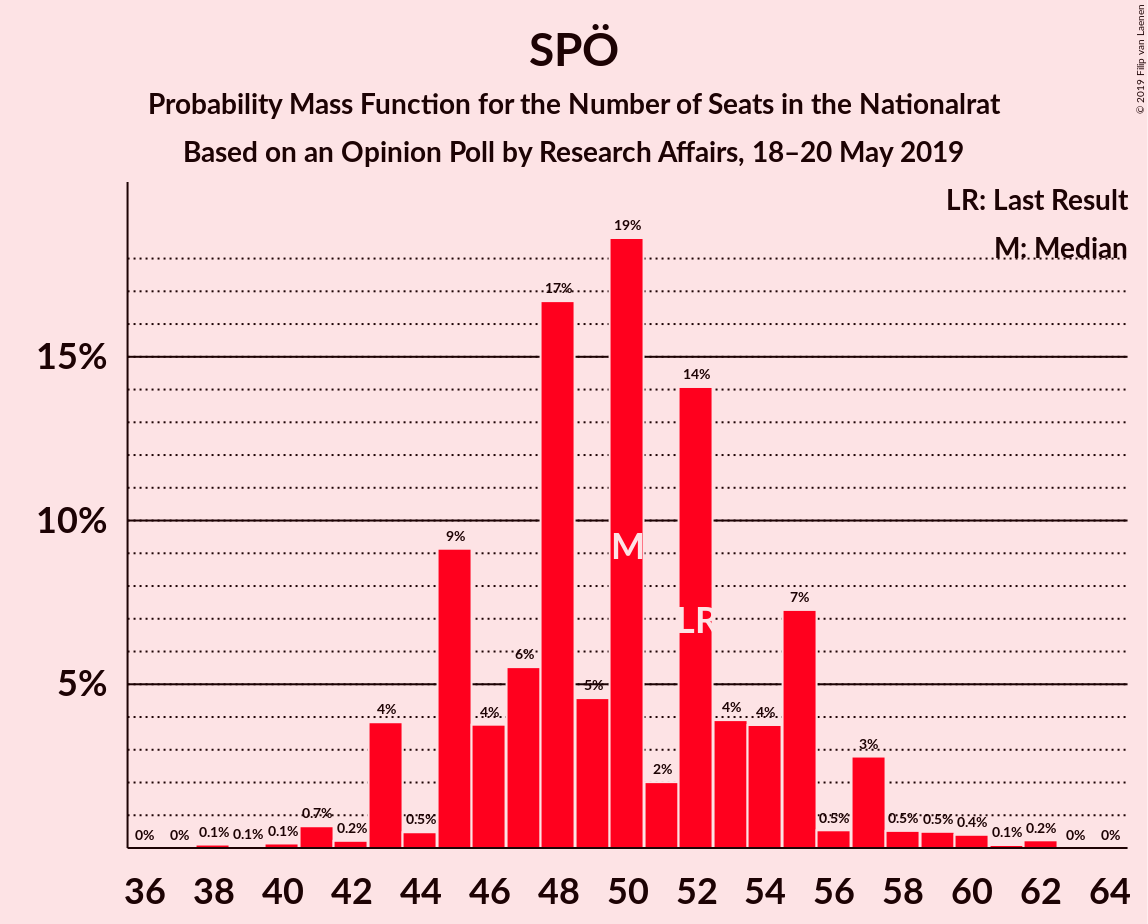 SPÖ
Probability Mass Function for the Number of Seats in the Nationalrat
Based on an Opinion Poll by Research Affairs, 18–20 May 2019
© 2019 Filip van Laenen
LR: Last Result
M: Median
15%
10%
5%
0% 0% 0.1% 0.1% 0.1% 0.7% 0.2% 4% 0.5% 9% 4% 6% 17% 5% 19% 2% 14% 4% 4% 7% 0.5% 3% 0.5% 0.5% 0.4% 0.1% 0.2% 0% 0%
M
LR
36 38 40 42 44 46 48 50 52 54 56 58 60 62 64